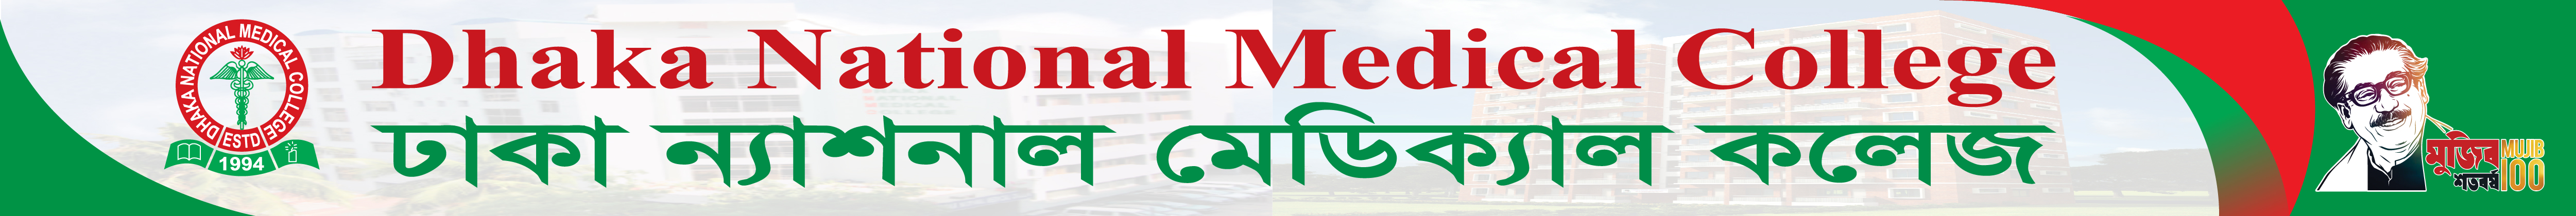 DHAKA NATIONAL MEDICAL COLLEGE
ESTD
1994
Dhaka National Medical College
ঢাকা ন্যাশনাল মেডিক্যাল কলেজ
মুজিব
শতবর্ষ
MUJIB
100